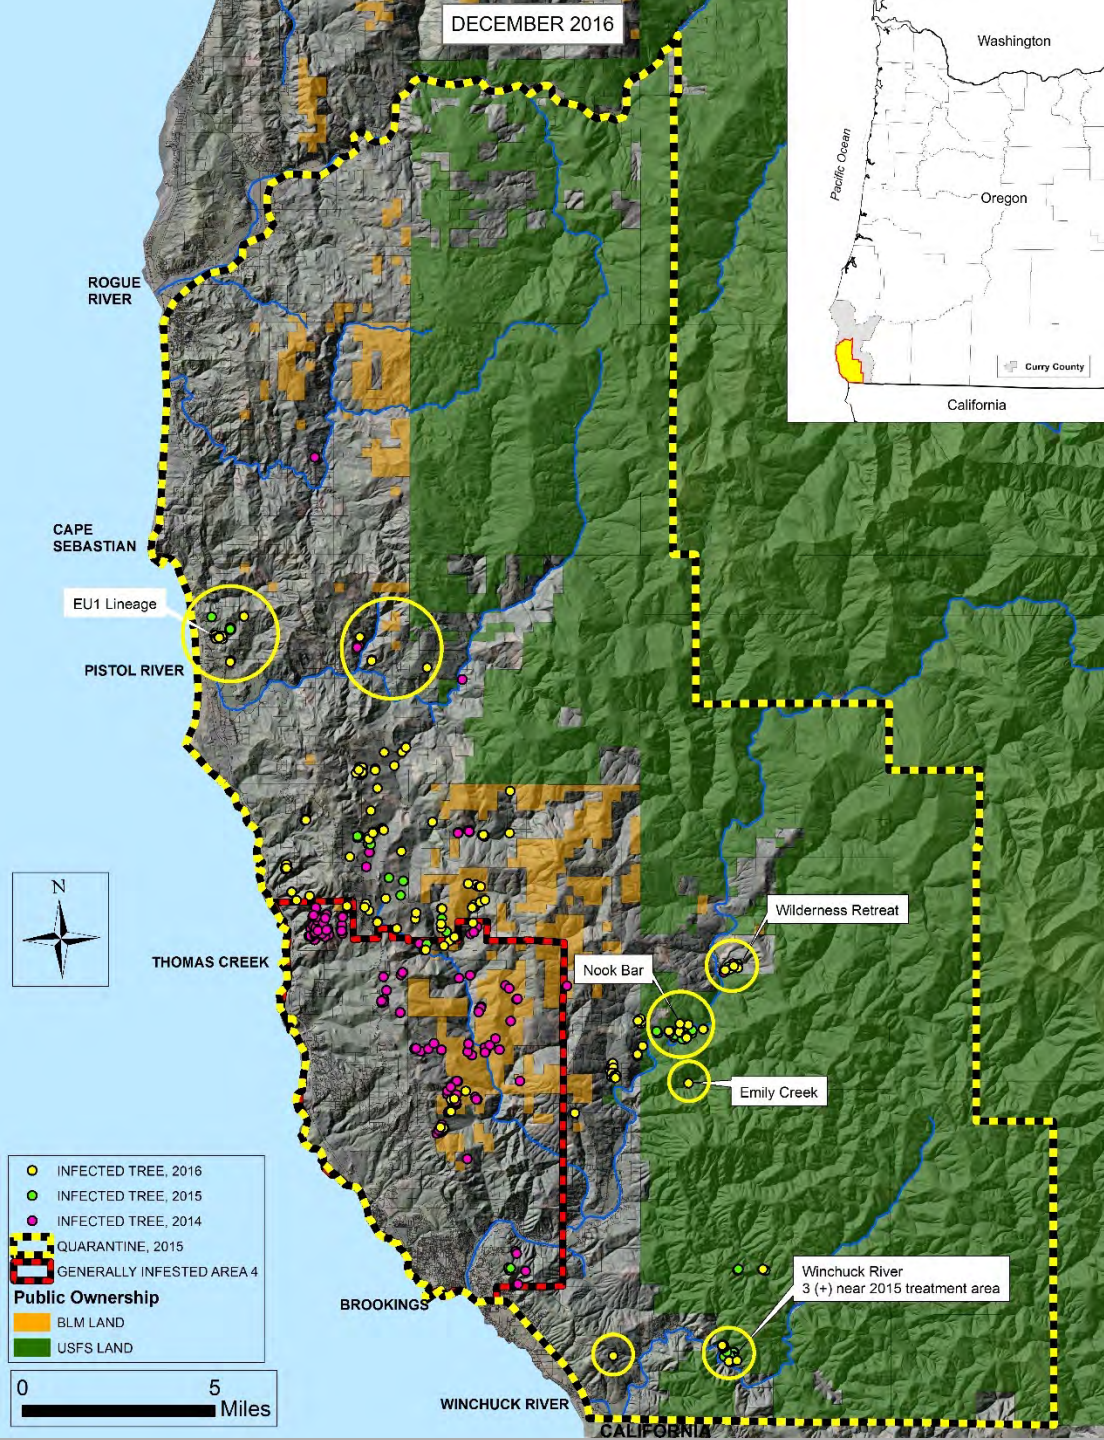 DECEMBER 2016
Washington
Pacific Ocean
Oregon
Curry County
California
ROGUE
RIVER
CAPE
SEBASTIAN
EU1 Lineage
PISTOL RIVER
N
Wilderness Retreat
THOMAS CREEK
Nook Bar
Emily Creek
INFECTED TREE, 2016
INFECTED TREE, 2015
INFECTED TREE, 2014
QUARANTINE, 2015
GENERALLY INFESTED AREA 4
Public Ownership
BLM LAND
USFS LAND
Winchuck River
3 (+) near 2015 treatment area
BROOKINGS
0 5
Miles
WINCHUCK RIVER
CALIFORNIA